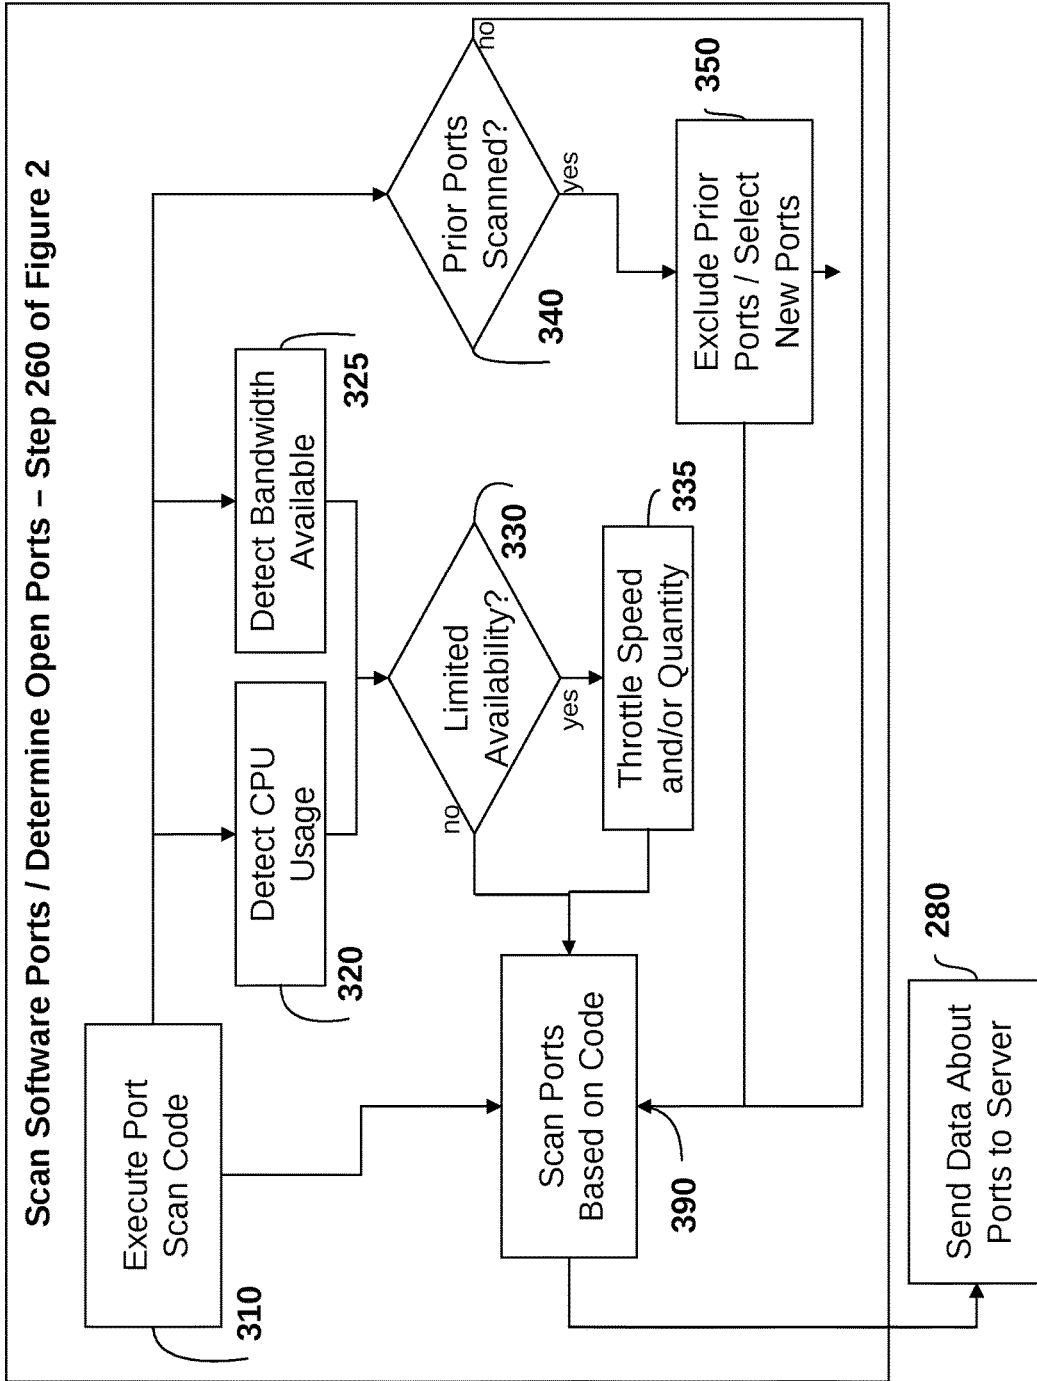 Scan Software Ports / Determine Open Ports – Step 260 of Figure 2
Execute Port
Scan Code
310
Detect CPU
Usage
320
Detect Bandwidth
Available
325
Limited
Availability?
330
no
yes
Throttle Speed
and/or Quantity
335
Prior Ports
Scanned?
340
no
yes
Exclude Prior
Ports / Select
New Ports
350
Scan Ports
Based on Code
390
Send Data About
Ports to Server
280